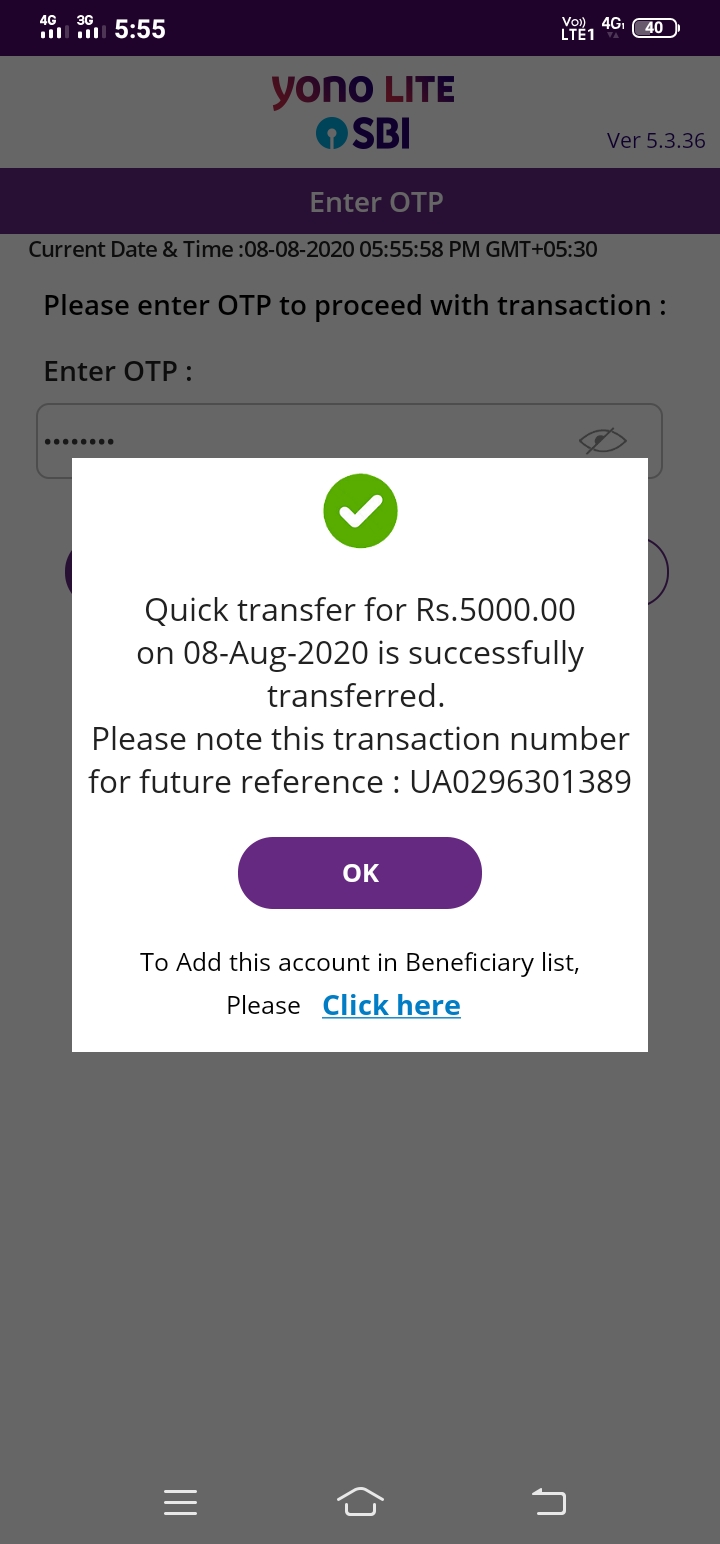 4G 3G 5:55 Vo)) LTE1 4G1 40
yono LITE
SBI
Ver 5.3.36
Enter OTP
Current Date & Time :08-08-2020 05:55:58 PM GMT+05:30
Please enter OTP to proceed with transaction :
Enter OTP :
••••••••
Quick transfer for Rs.5000.00
on 08-Aug-2020 is successfully
transferred.
Please note this transaction number
for future reference : UA0296301389
OK
To Add this account in Beneficiary list,
Please Click here